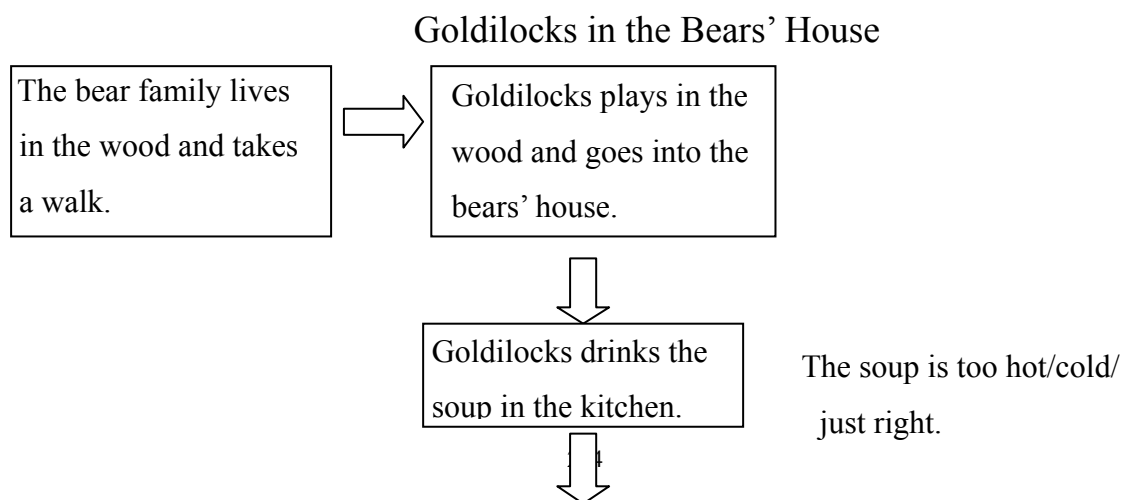 Goldilocks in the Bears’ House
The bear family lives
in the wood and takes
a walk.
Goldilocks plays in the
wood and goes into the
bears’ house.
Goldilocks drinks the
soup in the kitchen.
The soup is too hot/cold/
just right.